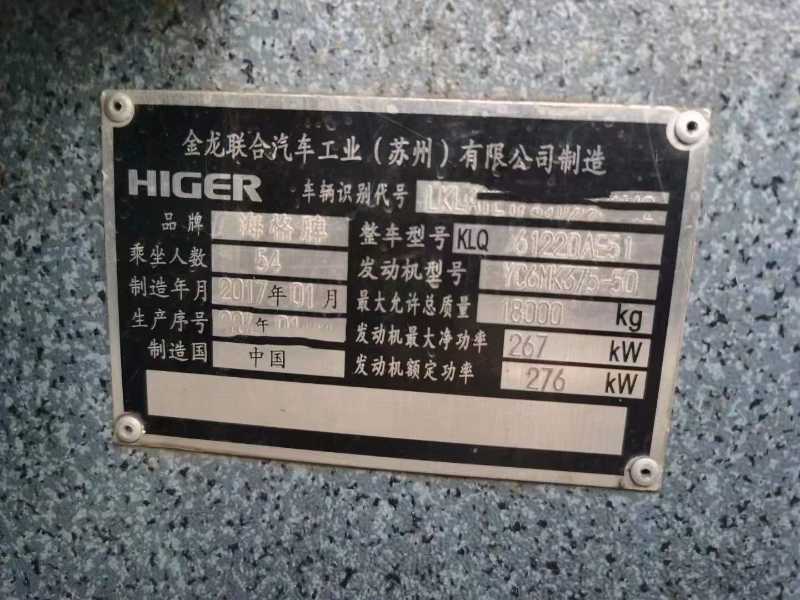 金龙联合汽车工业（苏州）有限公司制造
HIGER 车辆识别代号
品牌 海格牌 整车型号 KLQ 6122DAE51
乘坐人数 54 发动机型号 YC6MK375-50
制造年月 2017年01月 最大允许总质量 18000 kg
生产序号 年 发动机最大净功率 267 kW
制造国 中国 发动机额定功率 276 kW